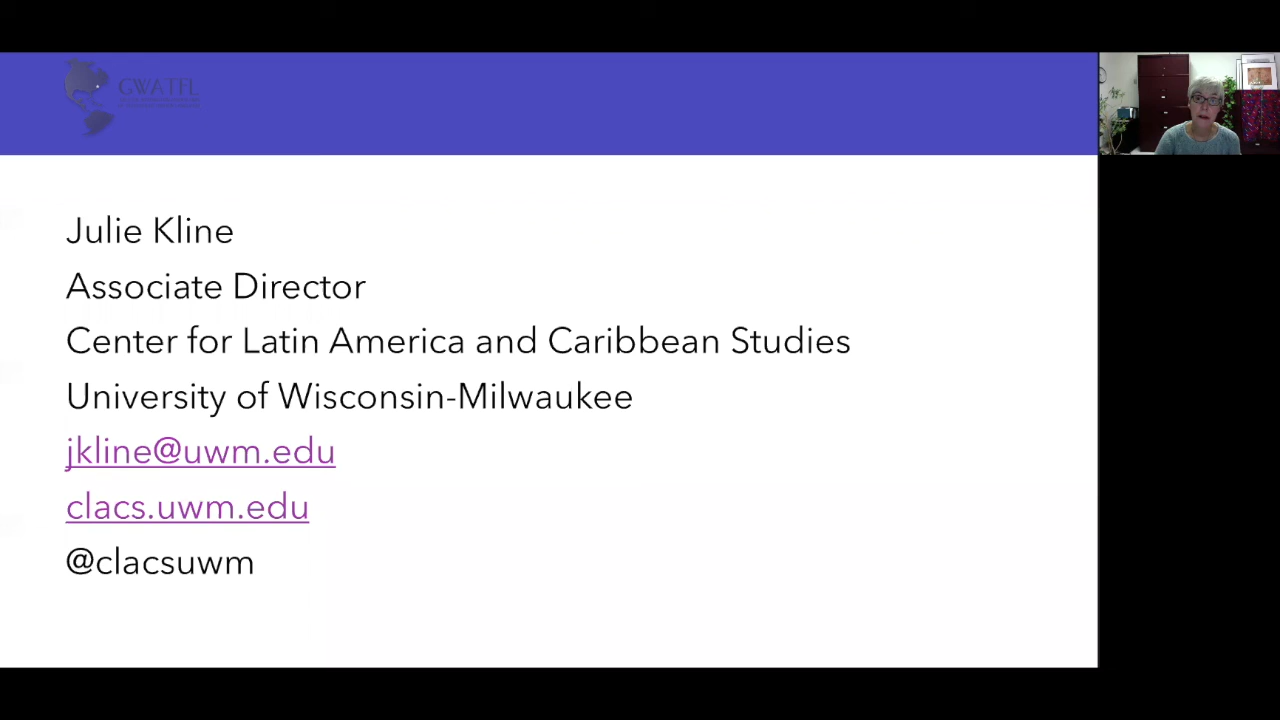 GWATFL
Julie Kline
Associate Director
Center for Latin America and Caribbean Studies
University of Wisconsin-Milwaukee
jkline@uwm.edu
clacs.uwm.edu
@clacsuwm